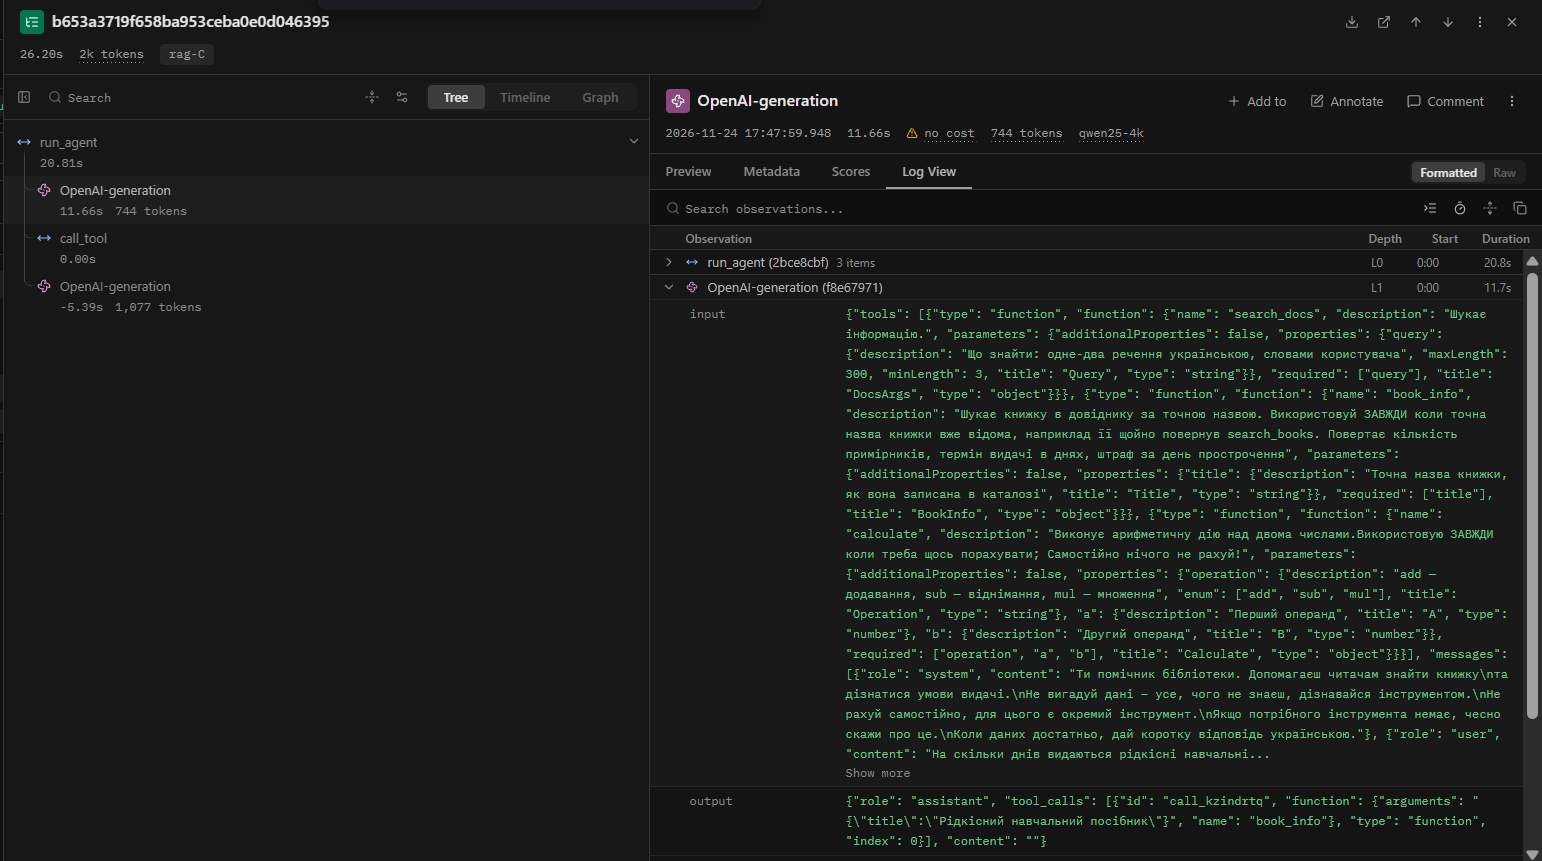 b653a3719f658ba953ceba0e0d046395
26.20s 2k tokens rag-C
Search Tree Timeline Graph
run_agent
20.81s
OpenAI-generation
11.66s 744 tokens
call_tool
0.00s
OpenAI-generation
-5.39s 1,077 tokens
OpenAI-generation + Add to Annotate Comment
2026-11-24 17:47:59.948 11.66s no cost 744 tokens qwen25-4k
Preview Metadata Scores Log View Formatted Raw
Search observations...
Observation Depth Start Duration
run_agent (2bce8cbf) 3 items L0 0:00 20.8s
OpenAI-generation (f8e67971) L1 0:00 11.7s
input {"tools": [{"type": "function", "function": {"name": "search_docs", "description": "Шукає
інформацію.", "parameters": {"additionalProperties": false, "properties": {"query":
{"description": "Що знайти: одне-два речення українською, словами користувача", "maxLength":
300, "minLength": 3, "title": "Query", "type": "string"}}, "required": ["query"], "title":
"DocsArgs", "type": "object"}}}, {"type": "function", "function": {"name": "book_info",
"description": "Шукає книжку в довіднику за точною назвою. Використовуй ЗАВЖДИ коли точна
назва книжки вже відома, наприклад її щойно повернув search_books. Повертає кількість
примірників, термін видачі в днях, штраф за день прострочення", "parameters":
{"additionalProperties": false, "properties": {"title": {"description": "Точна назва книжки,
як вона записана в каталозі", "title": "Title", "type": "string"}}, "required": ["title"],
"title": "BookInfo", "type": "object"}}}, {"type": "function", "function": {"name":
"calculate", "description": "Виконує арифметичну дію над двома числами.Використовую ЗАВЖДИ
коли треба щось порахувати; Самостійно нічого не рахуй!", "parameters":
{"additionalProperties": false, "properties": {"operation": {"description": "add —
додавання, sub — віднімання, mul — множення", "enum": ["add", "sub", "mul"], "title":
"Operation", "type": "string"}, "a": {"description": "Перший операнд", "title": "A", "type":
"number"}, "b": {"description": "Другий операнд", "title": "B", "type": "number"}},
"required": ["operation", "a", "b"], "title": "Calculate", "type": "object"}}}], "messages":
[{"role": "system", "content": "Ти помічник бібліотеки. Допомагаєш читачам знайти книжку\nта
дізнатися умови видачі.\nНе вигадуй дані — усе, чого не знаєш, дізнавайся інструментом.\nНе
рахуй самостійно, для цього є окремий інструмент.\nЯкщо потрібного інструмента немає, чесно
скажи про це.\nКоли даних достатньо, дай коротку відповідь українською."}, {"role": "user",
"content": "На скільки днів видаються рідкісні навчальні...
Show more
output {"role": "assistant", "tool_calls": [{"id": "call_kzindrtq", "function": {"arguments": "
{\"title\":\"Рідкісний навчальний посібник\"}", "name": "book_info"}, "type": "function",
"index": 0}], "content": ""}